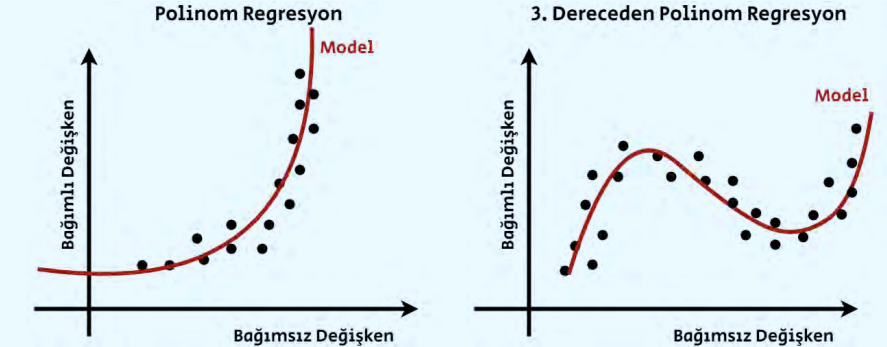 Polinom Regresyon
Model
Bağımlı Değişken
Bağımsız Değişken
3. Dereceden Polinom Regresyon
Model
Bağımlı Değişken
Bağımsız Değişken